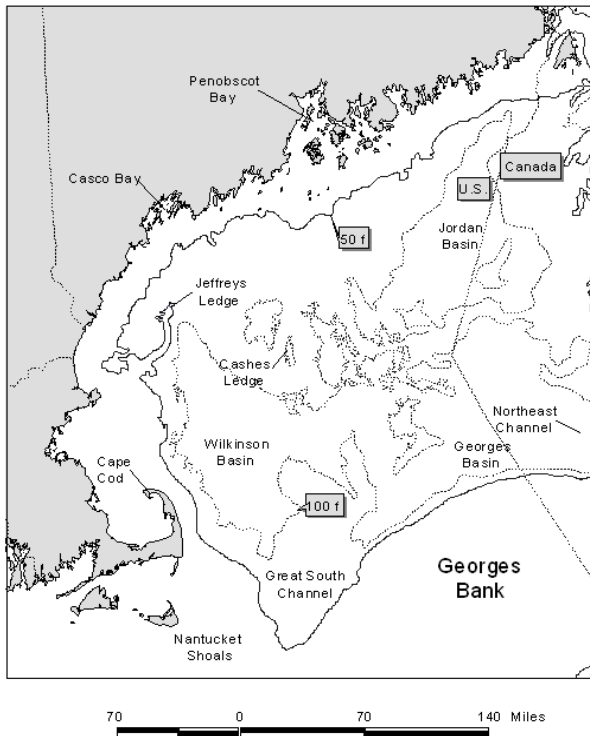 Penobscot
Bay
Canada
Casco Bay
U.S.
Jordan
Basin
50 f
Jeffreys
Ledge
Cashes
Ledge
Northeast
Channel
Wilkinson
Basin
Georges
Basin
Cape
Cod
100 f
Georges
Bank
Great South
Channel
Nantucket
Shoals
70 0 70 140 Miles